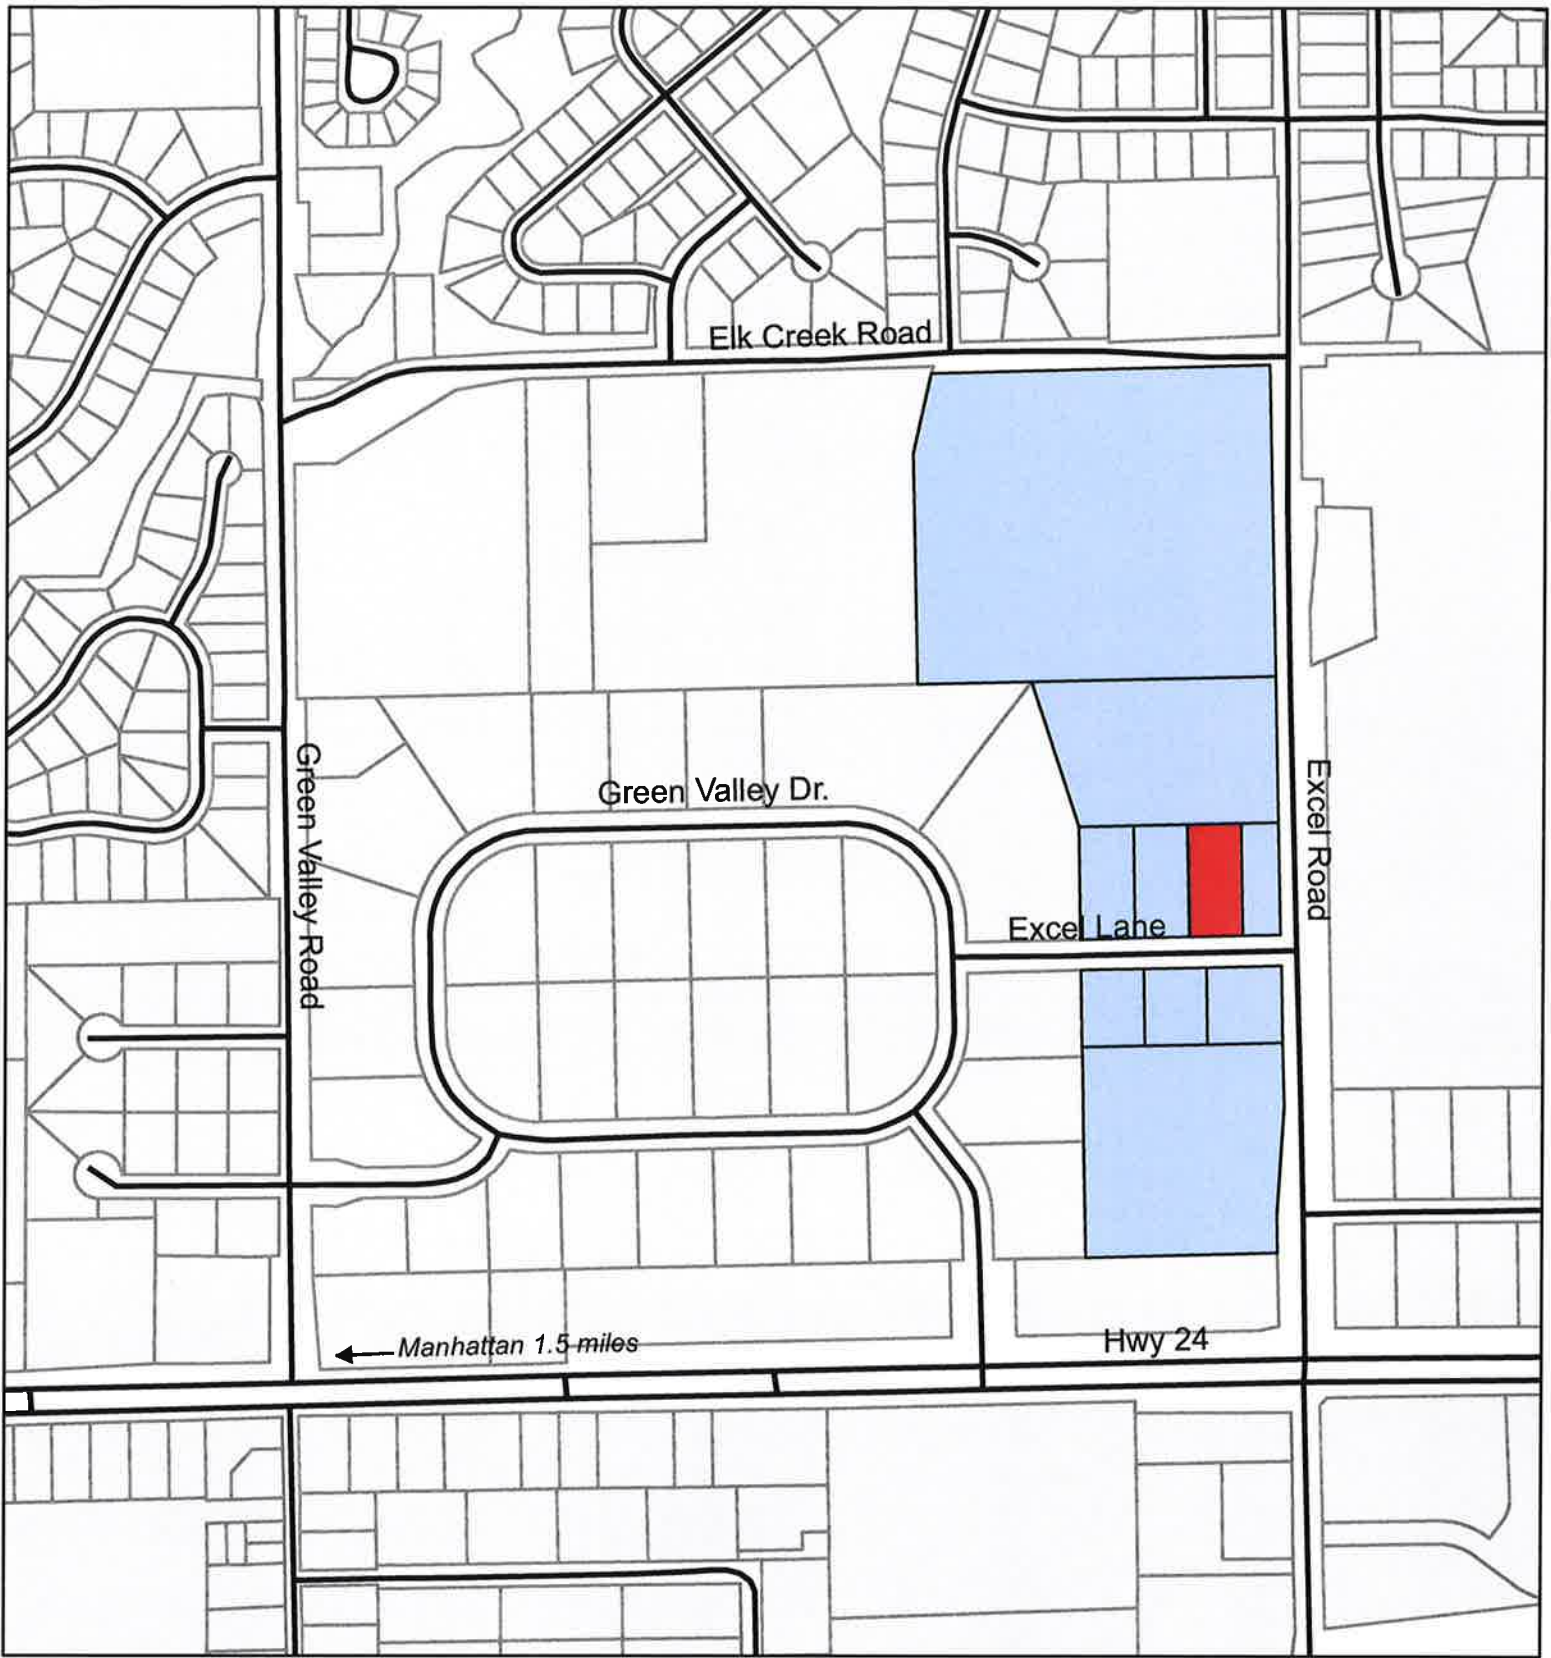 Elk Creek Road
Green Valley Road
Green Valley Dr.
Excel Road
Excel Lane
Manhattan 1.5 miles
Hwy 24